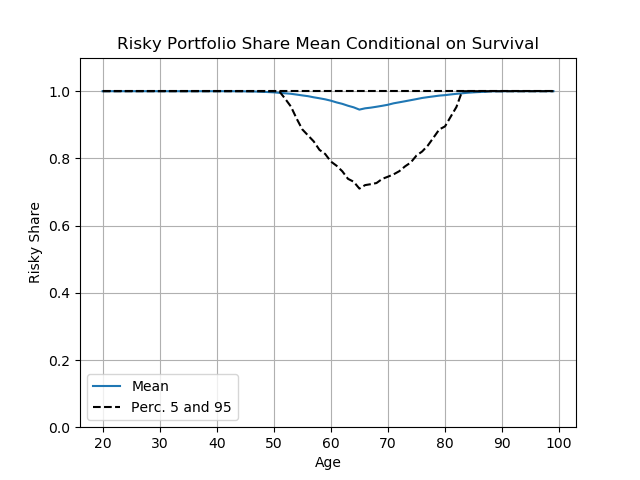 Risky Portfolio Share Mean Conditional on Survival
1.0
0.8
0.6
0.4
0.2
0.0
Risky Share
Mean
Perc. 5 and 95
20 30 40 50 60 70 80 90 100
Age